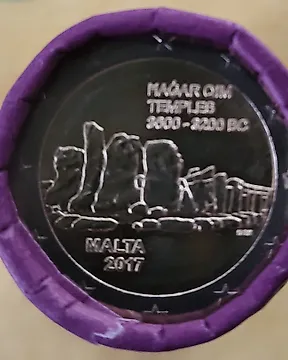 ĦAĠAR QIM
TEMPLES
3600 - 3200 BC
MALTA
2017